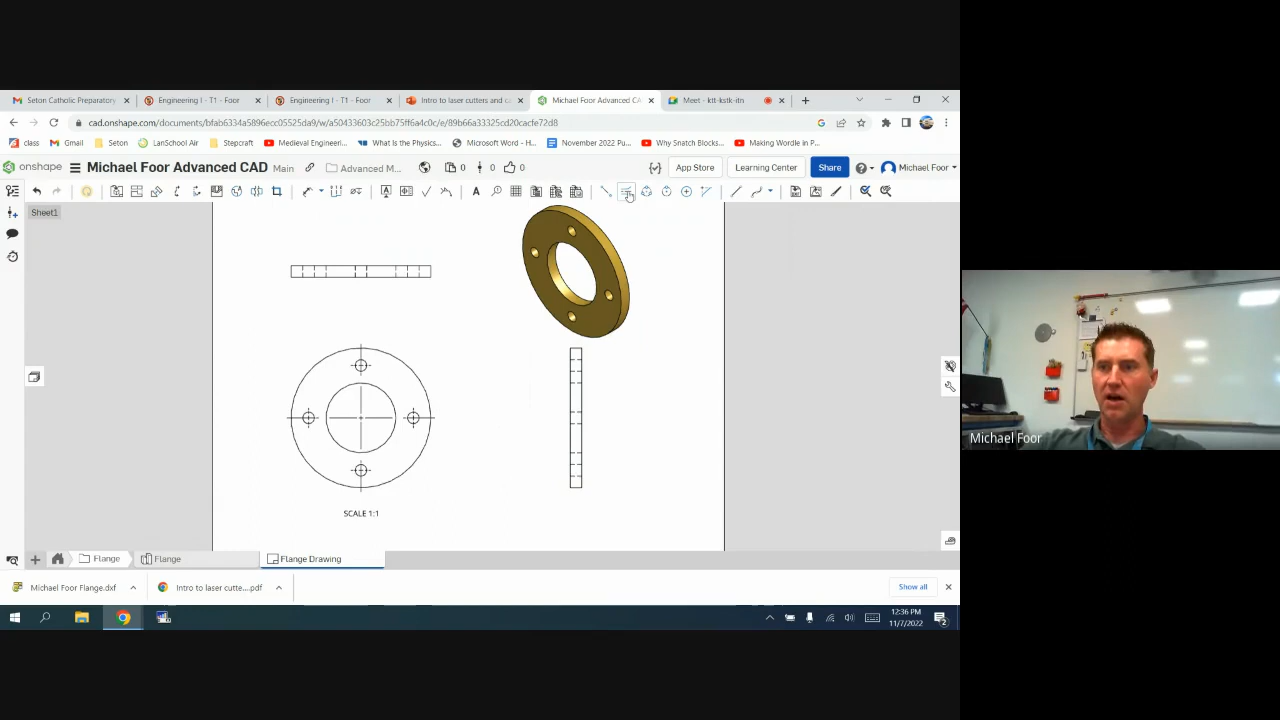 Seton Catholic Preparatory
Engineering I - T1 - Foor
Engineering I - T1 - Foor
Intro to laser cutters and ca
Michael Foor Advanced CA
Meet - ktt-kstk-itn
cad.onshape.com/documents/bfab6334a5896ecc05525da9/w/a50433603c25bb75ff6a4c0c/e/89b66a33325cd20cacfe72d8
class
Gmail
Seton
LanSchool Air
Stepcraft
Medieval Engineeri...
What Is the Physics...
Microsoft Word - H...
November 2022 Pu...
Why Snatch Blocks...
Making Wordle in P...
onshape
Michael Foor Advanced CAD
Main
Advanced M...
0
0
0
App Store
Learning Center
Share
Michael Foor
A
A
Sheet1
SCALE 1:1
Flange
Flange
Flange Drawing
Michael Foor Flange.dxf
Intro to laser cutte....pdf
Show all
12:36 PM
11/7/2022
2
Michael Foor